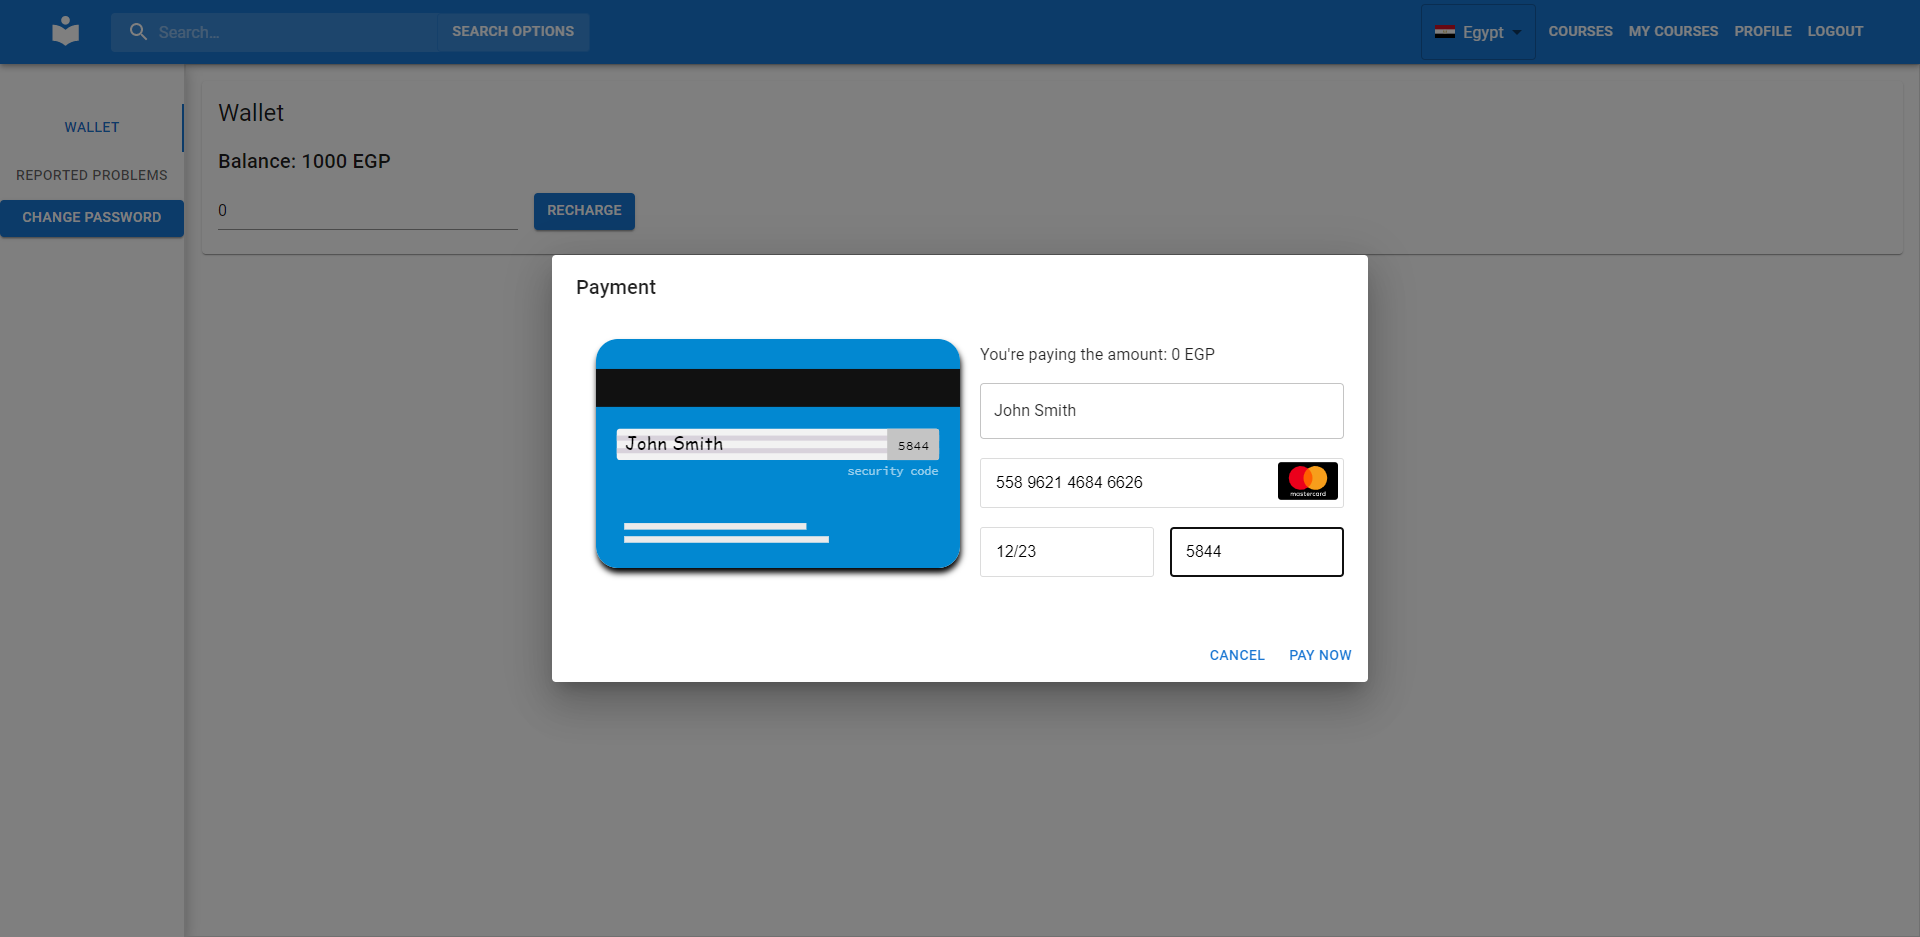 Search...
SEARCH OPTIONS
Egypt
COURSES
MY COURSES
PROFILE
LOGOUT
WALLET
REPORTED PROBLEMS
CHANGE PASSWORD
Wallet
Balance: 1000 EGP
0
RECHARGE
Payment
John Smith
5844
security code
You're paying the amount: 0 EGP
John Smith
558 9621 4684 6626
mastercard
12/23
5844
CANCEL
PAY NOW